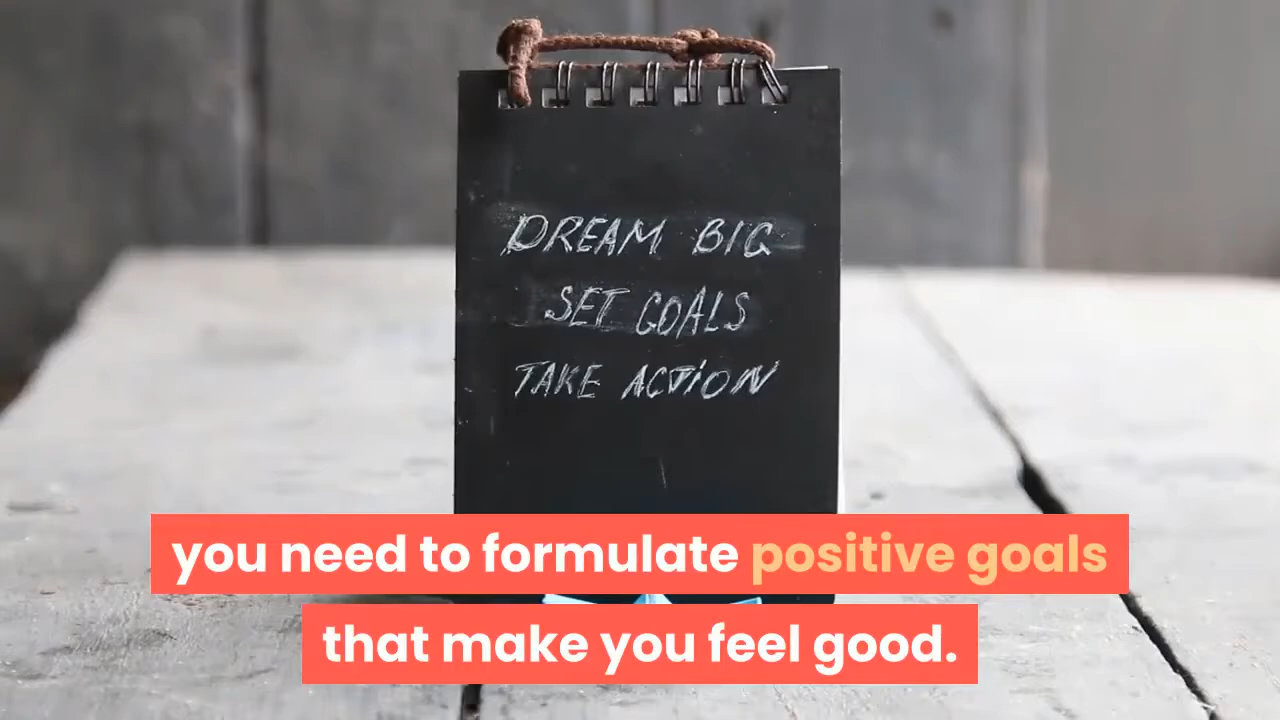 DREAM BIG
SET GOALS
TAKE ACTION
you need to formulate positive goals
that make you feel good.